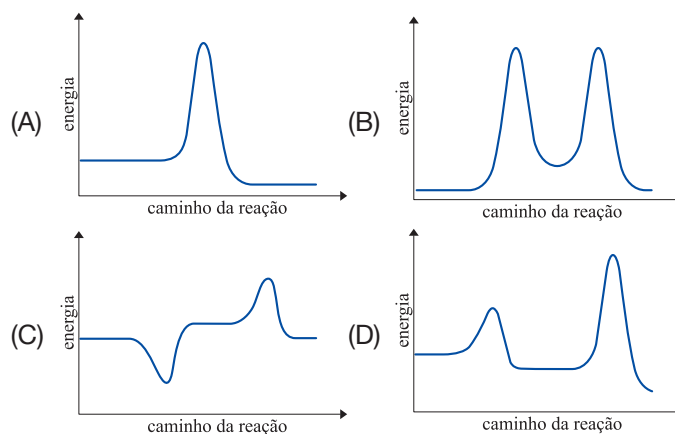 (A)
energia
caminho da reação
(B)
energia
caminho da reação
(C)
energia
caminho da reação
(D)
energia
caminho da reação